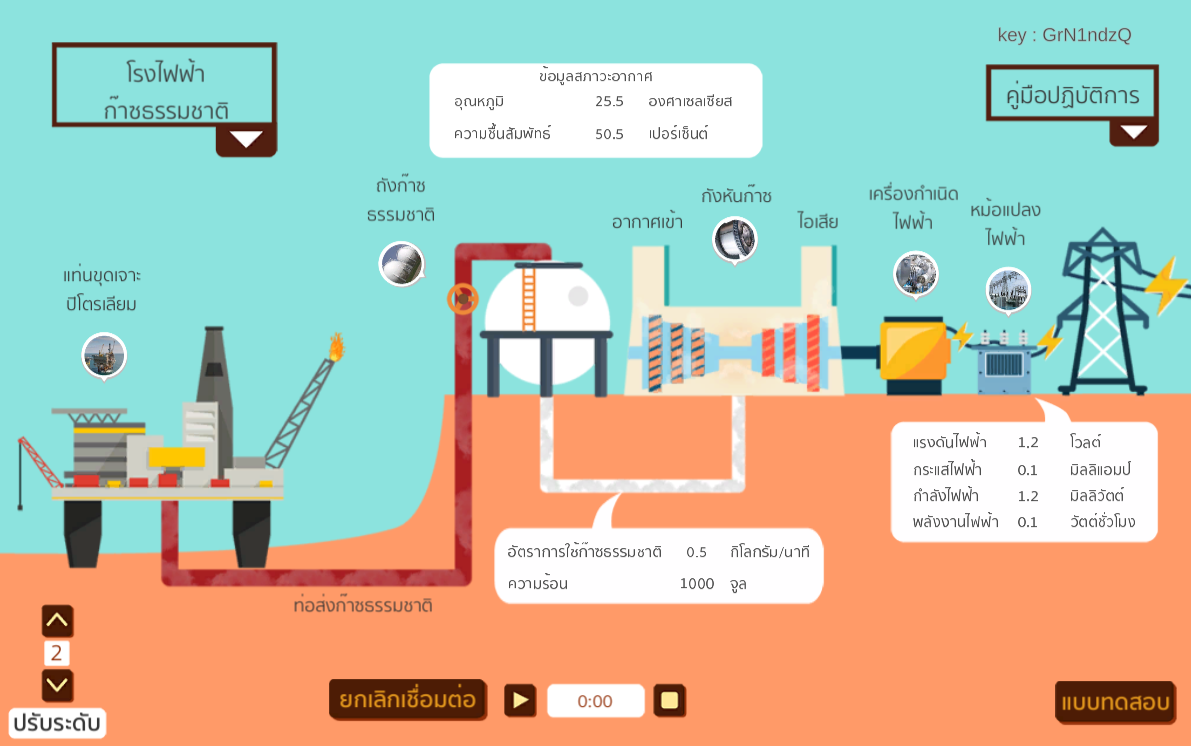 key : GrN1ndzQ
โรงไฟฟ้า
ก๊าซธรรมชาติ
คู่มือปฏิบัติการ
ข้อมูลสภาวะอากาศ
อุณหภูมิ 25.5 องศาเซลเซียส
ความชื้นสัมพัทธ์ 50.5 เปอร์เซ็นต์
ถังก๊าซ
ธรรมชาติ
อากาศเข้า
กังหันก๊าซ
ไอเสีย
เครื่องกำเนิด
ไฟฟ้า
หม้อแปลง
ไฟฟ้า
แท่นขุดเจาะ
ปิโตรเลียม
แรงดันไฟฟ้า 1.2 โวลต์
กระแสไฟฟ้า 0.1 มิลลิแอมป์
กำลังไฟฟ้า 1.2 มิลลิวัตต์
พลังงานไฟฟ้า 0.1 วัตต์ชั่วโมง
อัตราการใช้ก๊าซธรรมชาติ 0.5 กิโลกรัม/นาที
ความร้อน 1000 จูล
ท่อส่งก๊าซธรรมชาติ
2
ปรับระดับ
ยกเลิกเชื่อมต่อ
0:00
แบบทดสอบ